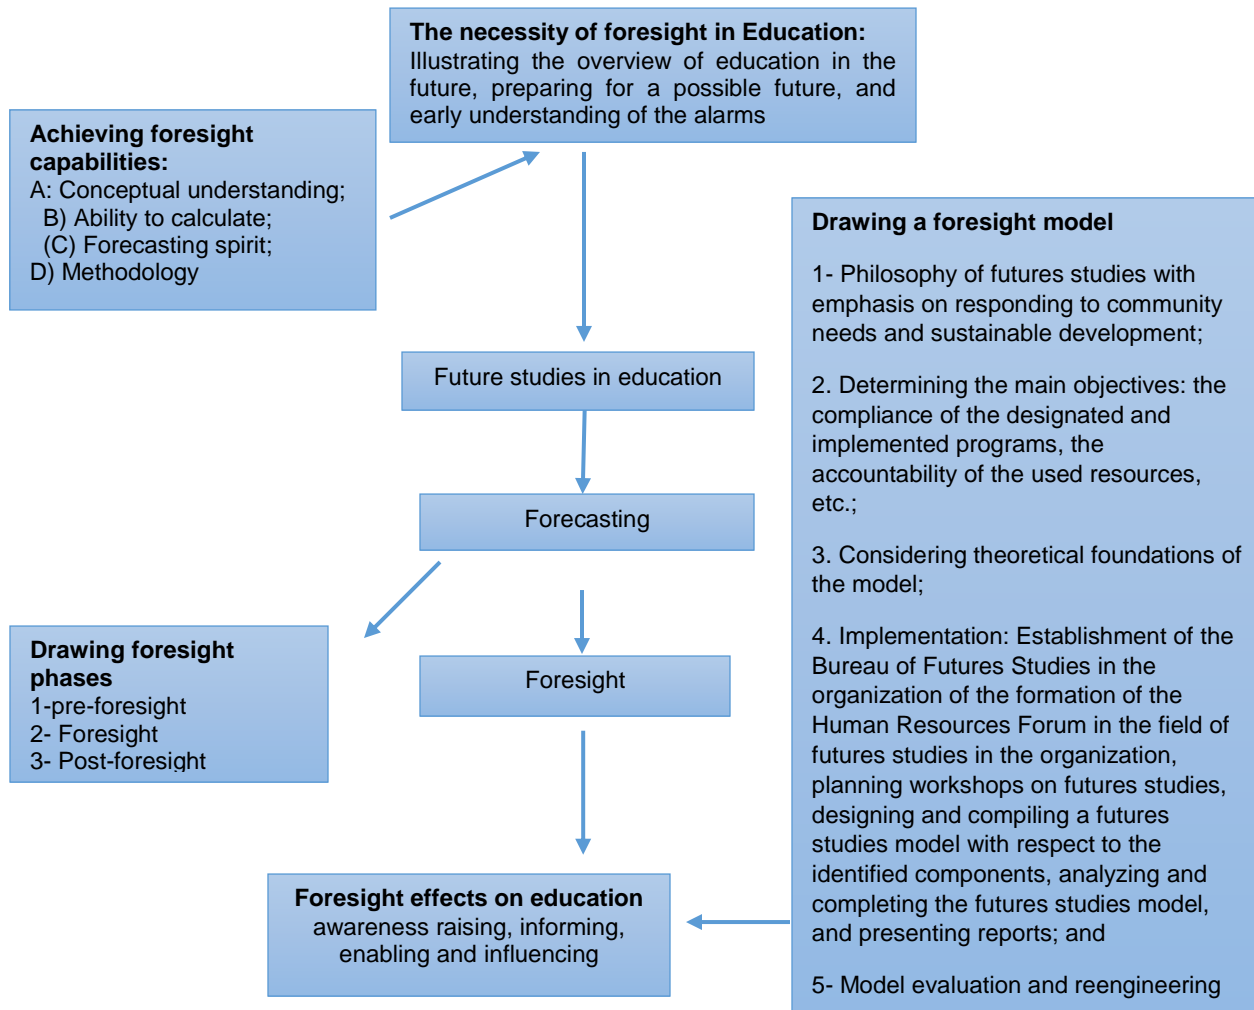 The necessity of foresight in Education:
Illustrating the overview of education in the
future, preparing for a possible future, and
early understanding of the alarms
Achieving foresight
capabilities:
A: Conceptual understanding;
B) Ability to calculate;
(C) Forecasting spirit;
D) Methodology
Drawing a foresight model
1- Philosophy of futures studies with
emphasis on responding to community
needs and sustainable development;
2. Determining the main objectives: the
compliance of the designated and
implemented programs, the
accountability of the used resources,
etc.;
3. Considering theoretical foundations of
the model;
4. Implementation: Establishment of the
Bureau of Futures Studies in the
organization of the formation of the
Human Resources Forum in the field of
futures studies in the organization,
planning workshops on futures studies,
designing and compiling a futures
studies model with respect to the
identified components, analyzing and
completing the futures studies model,
and presenting reports; and
5- Model evaluation and reengineering
Future studies in education
Forecasting
Drawing foresight
phases
1-pre-foresight
2- Foresight
3- Post-foresight
Foresight
Foresight effects on education
awareness raising, informing,
enabling and influencing